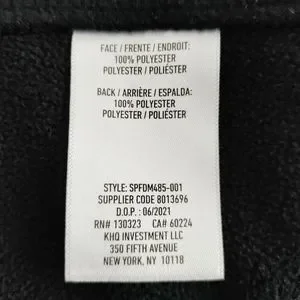 FACE / FRENTE / ENDROIT:
100% POLYESTER
POLYESTER / POLIÉSTER
BACK / ARRIÈRE / ESPALDA:
100% POLYESTER
POLYESTER / POLIÉSTER
STYLE: SPFDM485-001
SUPPLIER CODE 8013696
D.O.P. : 06/2021
RN# 130323 CA# 60224
KHQ INVESTMENT LLC
350 FIFTH AVENUE
NEW YORK, NY 10118